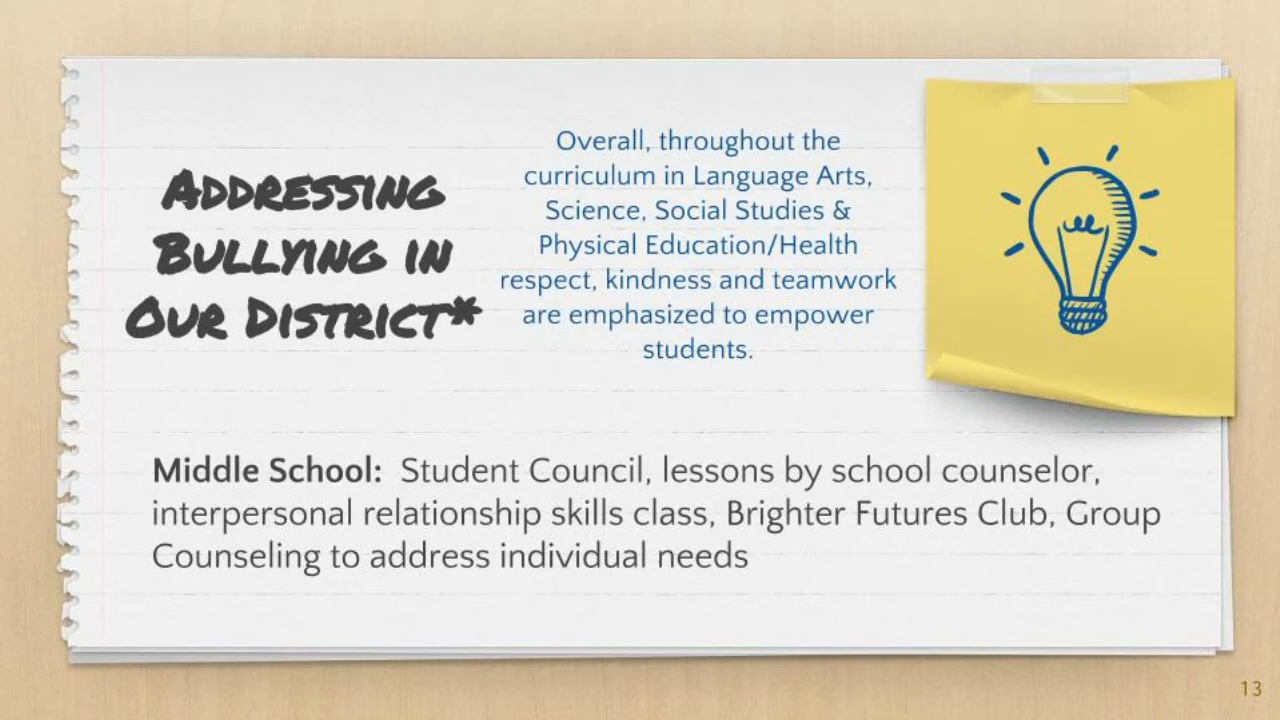 Addressing
Bullying in
Our District*
Overall, throughout the
curriculum in Language Arts,
Science, Social Studies &
Physical Education/Health
respect, kindness and teamwork
are emphasized to empower
students.
Middle School: Student Council, lessons by school counselor,
interpersonal relationship skills class, Brighter Futures Club, Group
Counseling to address individual needs
13